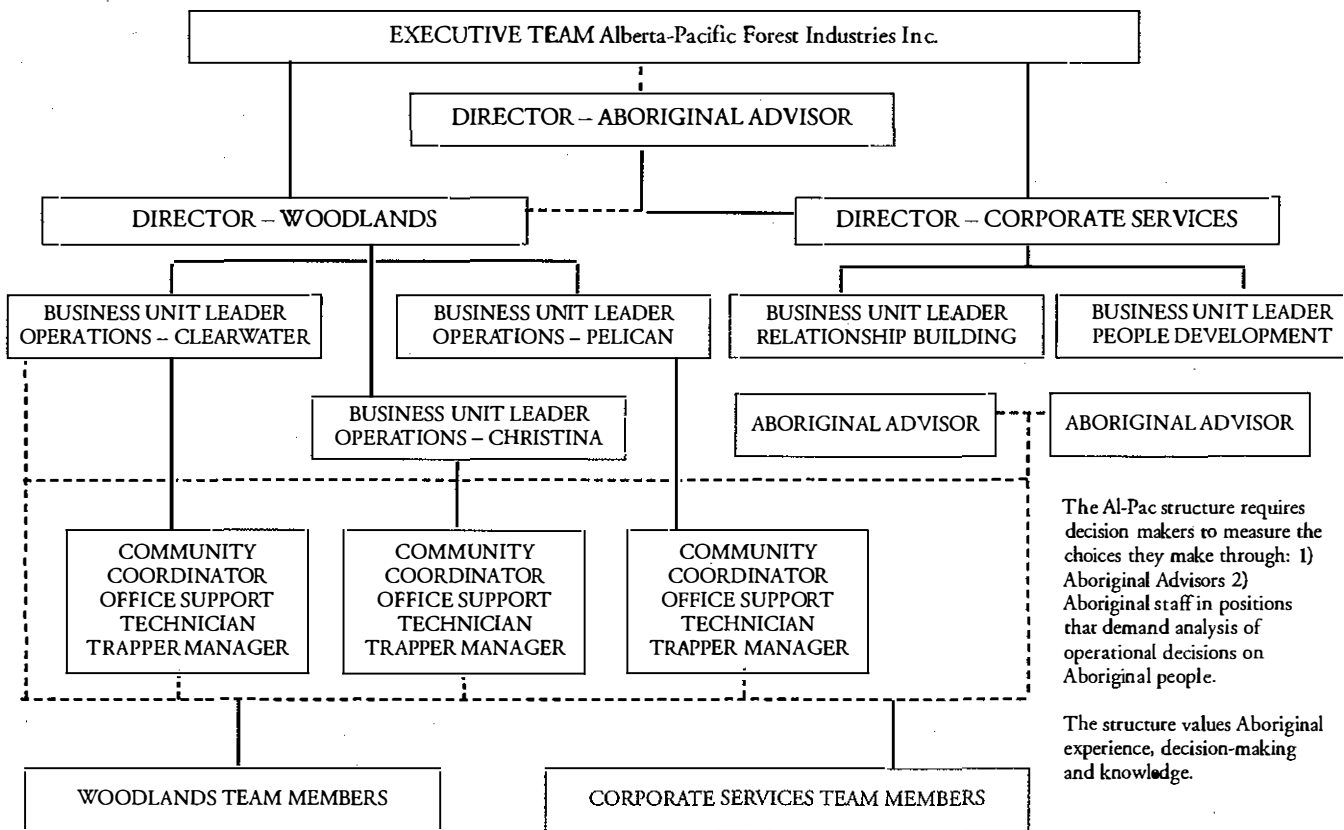 EXECUTIVE TEAM Alberta-Pacific Forest Industries Inc.
DIRECTOR – ABORIGINAL ADVISOR
DIRECTOR – WOODLANDS
DIRECTOR – CORPORATE SERVICES
BUSINESS UNIT LEADER
OPERATIONS – CLEARWATER
BUSINESS UNIT LEADER
OPERATIONS – PELICAN
BUSINESS UNIT LEADER
RELATIONSHIP BUILDING
BUSINESS UNIT LEADER
PEOPLE DEVELOPMENT
BUSINESS UNIT LEADER
OPERATIONS – CHRISTINA
ABORIGINAL ADVISOR
ABORIGINAL ADVISOR
COMMUNITY
COORDINATOR
OFFICE SUPPORT
TECHNICIAN
TRAPPER MANAGER
COMMUNITY
COORDINATOR
OFFICE SUPPORT
TECHNICIAN
TRAPPER MANAGER
COMMUNITY
COORDINATOR
OFFICE SUPPORT
TECHNICIAN
TRAPPER MANAGER
The Al-Pac structure requires
decision makers to measure the
choices they make through: 1)
Aboriginal Advisors 2)
Aboriginal staff in positions
that demand analysis of
operational decisions on
Aboriginal people.
The structure values Aboriginal
experience, decision-making
and knowledge.
WOODLANDS TEAM MEMBERS
CORPORATE SERVICES TEAM MEMBERS